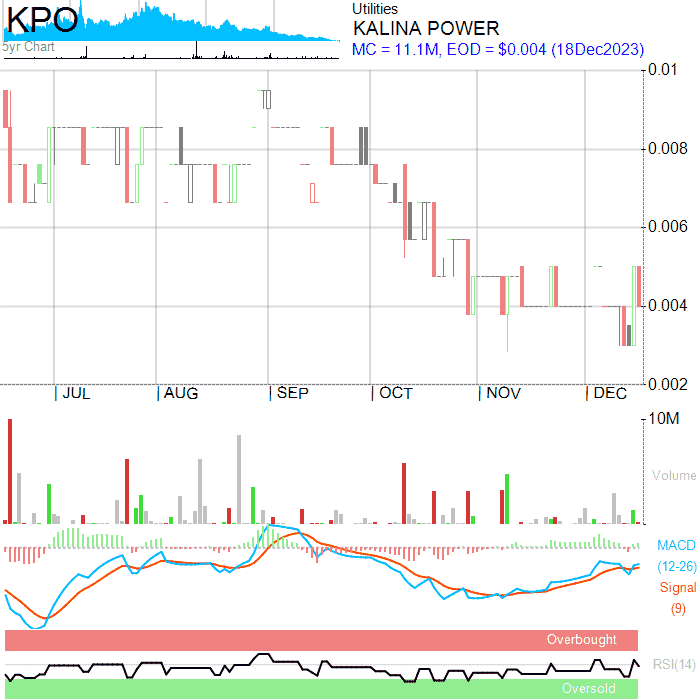 KPO
5yr Chart
Utilities
KALINA POWER
MC = 11.1M, EOD = $0.004 (18Dec2023)
0.01
0.008
0.006
0.004
0.002
| JUL | AUG | SEP | OCT | NOV | DEC
10M
Volume
MACD
(12-26)
Signal
(9)
Overbought
RSI(14)
Oversold